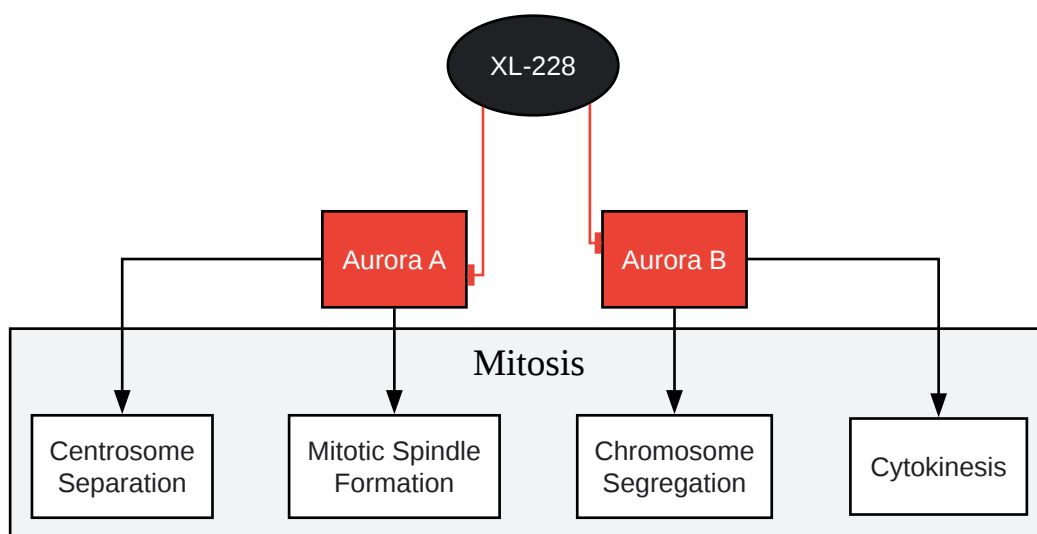 XL-228
Aurora A
Aurora B
Mitosis
Centrosome
Separation
Mitotic Spindle
Formation
Chromosome
Segregation
Cytokinesis